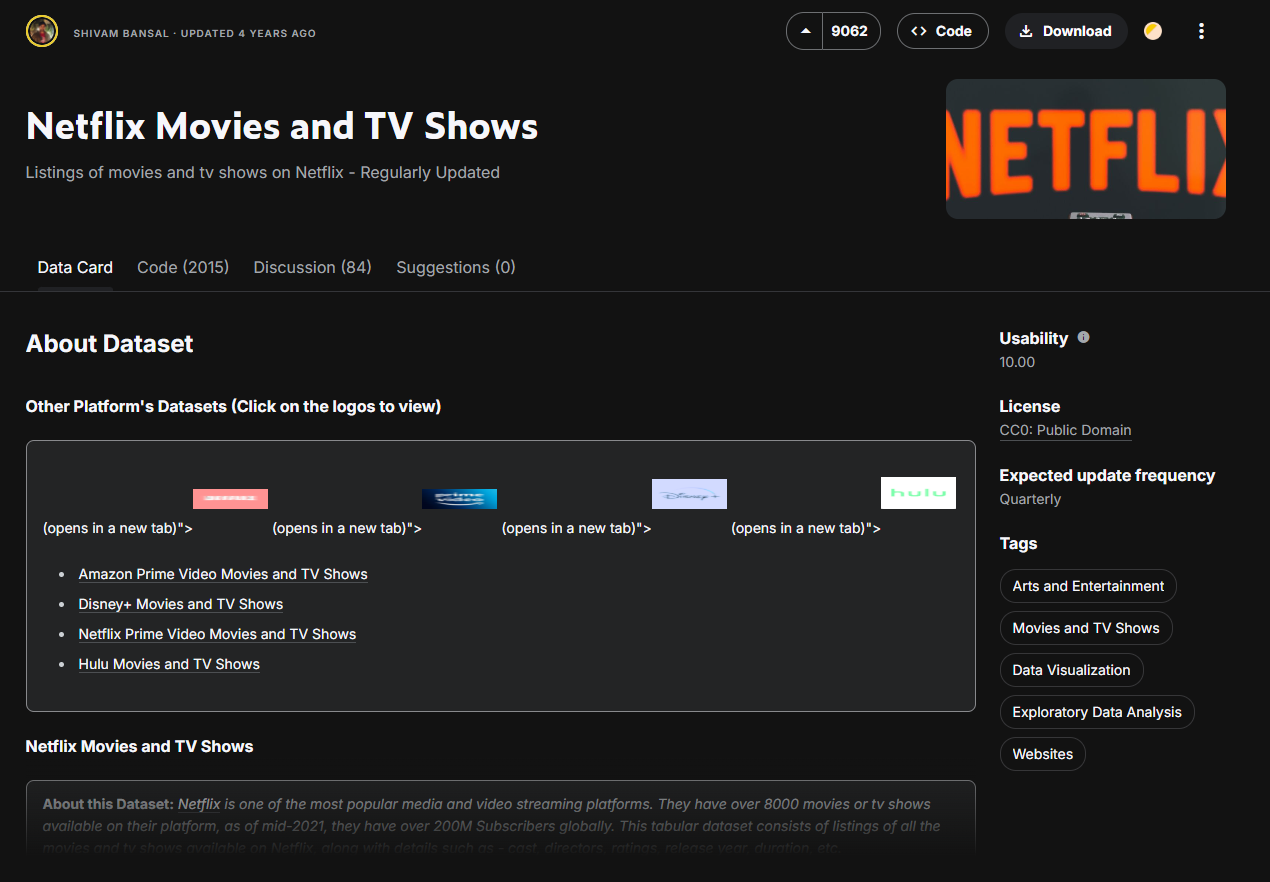 SHIVAM BANSAL · UPDATED 4 YEARS AGO
9062
<> Code
Download
NETFLIX
Netflix Movies and TV Shows
Listings of movies and tv shows on Netflix - Regularly Updated
Data Card
Code (2015)
Discussion (84)
Suggestions (0)
About Dataset
Other Platform's Datasets (Click on the logos to view)
NETFLIX
prime video
Disney+
hulu
(opens in a new tab)">
(opens in a new tab)">
(opens in a new tab)">
(opens in a new tab)">
• Amazon Prime Video Movies and TV Shows
• Disney+ Movies and TV Shows
• Netflix Prime Video Movies and TV Shows
• Hulu Movies and TV Shows
Netflix Movies and TV Shows
About this Dataset: Netflix is one of the most popular media and video streaming platforms. They have over 8000 movies or tv shows
available on their platform, as of mid-2021, they have over 200M Subscribers globally. This tabular dataset consists of listings of all the
movies and tv shows available on Netflix, along with details such as - cast, directors, ratings, release year, duration, etc.
Usability
10.00
License
CC0: Public Domain
Expected update frequency
Quarterly
Tags
Arts and Entertainment
Movies and TV Shows
Data Visualization
Exploratory Data Analysis
Websites